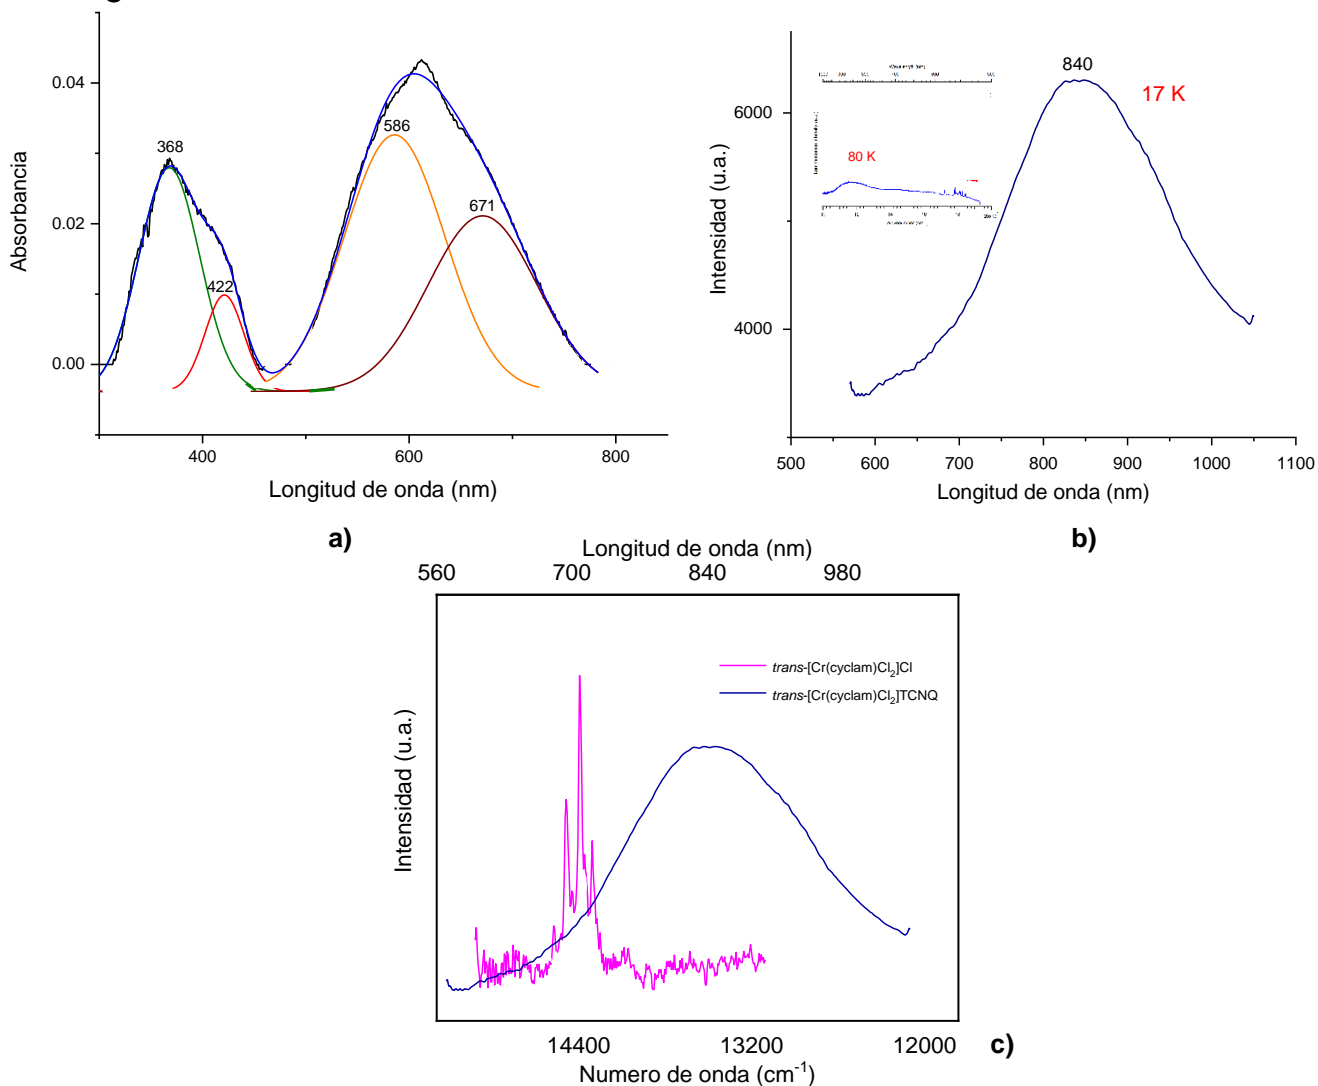 0.04
0.02
0.00
Absorbancia
368
422
586
671
400 600 800
Longitud de onda (nm)
a)
6000
4000
Intensidad (u.a.)
840
17 K
80 K
500 600 700 800 900 1000 1100
Longitud de onda (nm)
b)
Longitud de onda (nm)
560 700 840 980
Intensidad (u.a.)
trans-[Cr(cyclam)Cl₂]Cl
trans-[Cr(cyclam)Cl₂]TCNQ
14400 13200 12000
Numero de onda (cm⁻¹)
c)